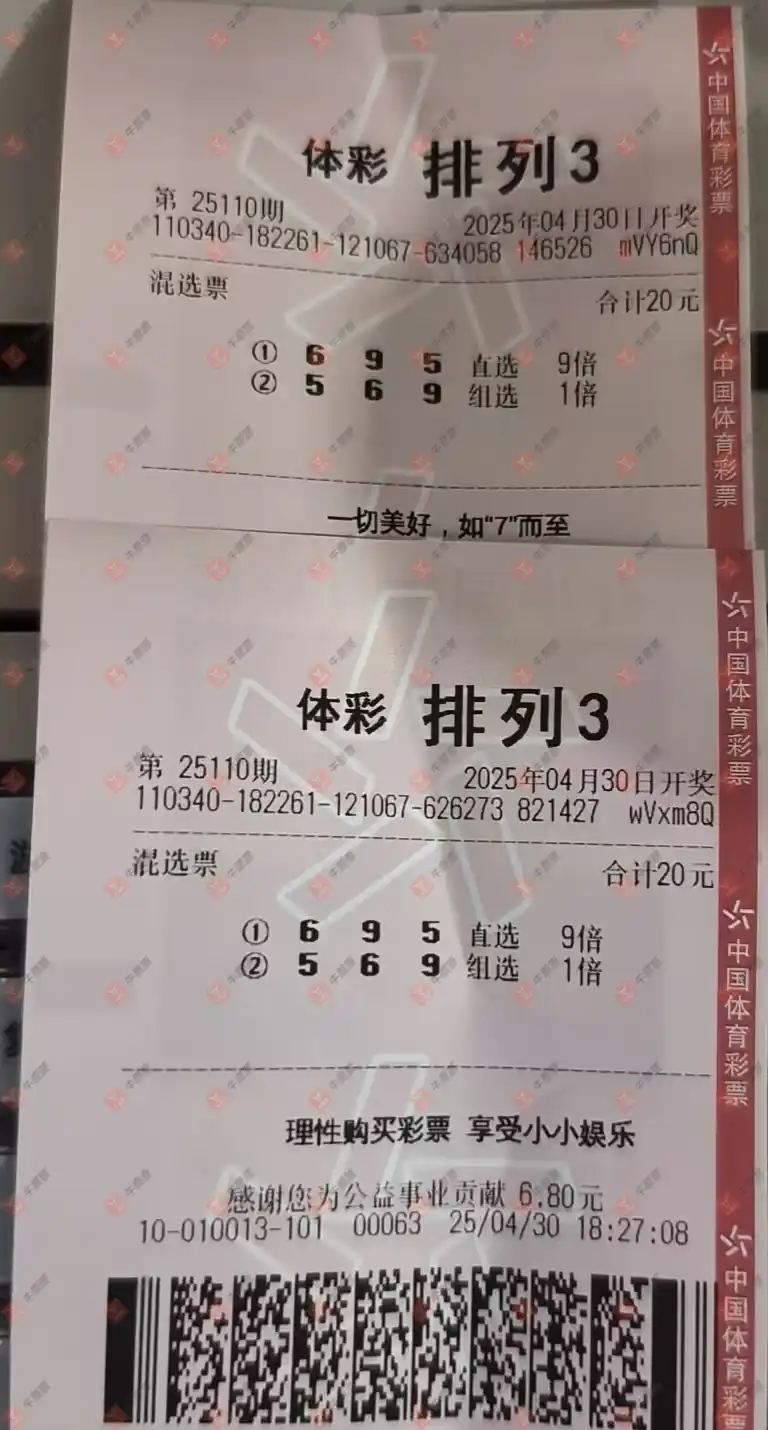 体彩 排列3
第 25110期 2025年04月30日开奖
110340-182261-121067-634058 146526 mVY6nQ
混选票 合计20元
① 6 9 5 直选 9倍
② 5 6 9 组选 1倍
一切美好，如“7”而至
中国体育彩票
中国体育彩票
体彩 排列3
第 25110期 2025年04月30日开奖
110340-182261-121067-626273 821427 wVxm8Q
混选票 合计20元
① 6 9 5 直选 9倍
② 5 6 9 组选 1倍
理性购买彩票 享受小小娱乐
感谢您为公益事业贡献 6.80元
10-010013-101 00063 25/04/30 18:27:08
中国体育彩票
中国体育彩票
中国体育彩票